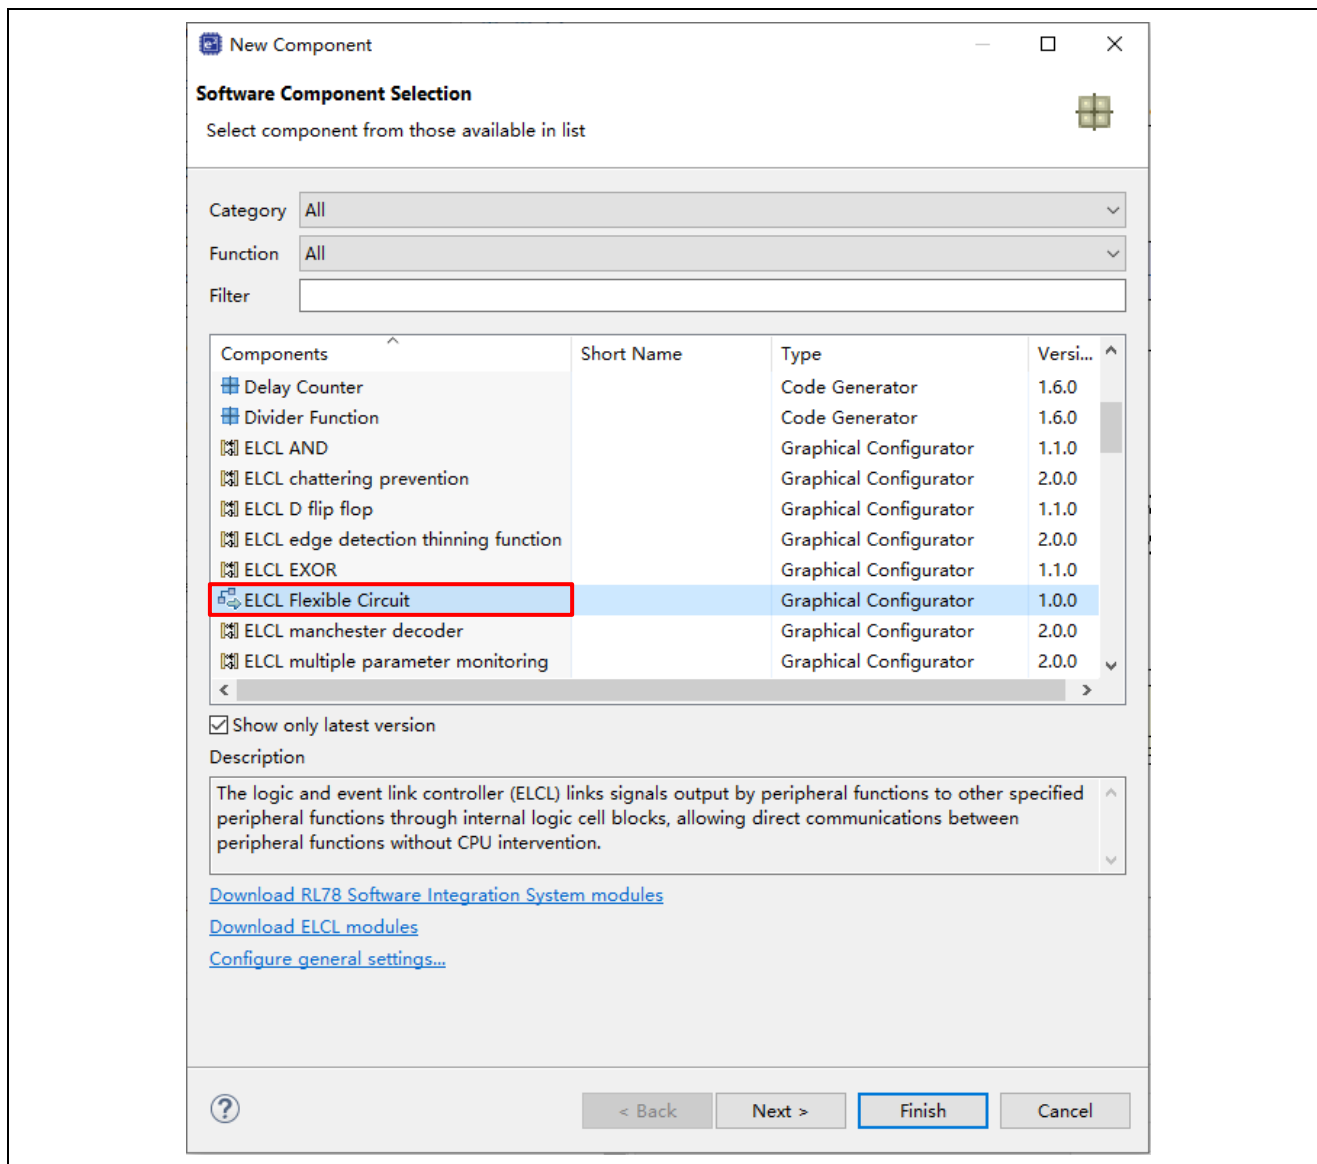 New Component
Software Component Selection
Select component from those available in list
Category All
Function All
Filter
Components Short Name Type Versi...
Delay Counter Code Generator 1.6.0
Divider Function Code Generator 1.6.0
ELCL AND Graphical Configurator 1.1.0
ELCL chattering prevention Graphical Configurator 2.0.0
ELCL D flip flop Graphical Configurator 1.1.0
ELCL edge detection thinning function Graphical Configurator 2.0.0
ELCL EXOR Graphical Configurator 1.1.0
ELCL Flexible Circuit Graphical Configurator 1.0.0
ELCL manchester decoder Graphical Configurator 2.0.0
ELCL multiple parameter monitoring Graphical Configurator 2.0.0
Show only latest version
Description
The logic and event link controller (ELCL) links signals output by peripheral functions to other specified
peripheral functions through internal logic cell blocks, allowing direct communications between
peripheral functions without CPU intervention.
Download RL78 Software Integration System modules
Download ELCL modules
Configure general settings...
? < Back Next > Finish Cancel